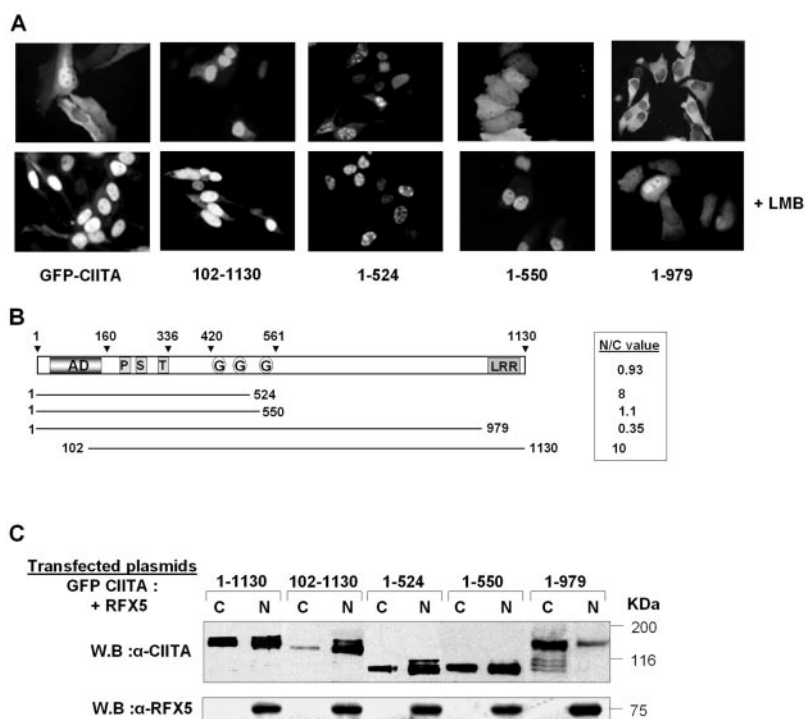 A
+ LMB
GFP-CIITA 102-1130 1-524 1-550 1-979
B
1 160 336 420 561 1130
N/C value
AD P S T G G G LRR
0.93
1 524 8
1 550 1.1
1 979 0.35
102 1130 10
C
Transfected plasmids
GFP CIITA : 1-1130 102-1130 1-524 1-550 1-979
+ RFX5 C N C N C N C N C N KDa
200
W.B :α-CIITA
116
W.B :α-RFX5 75